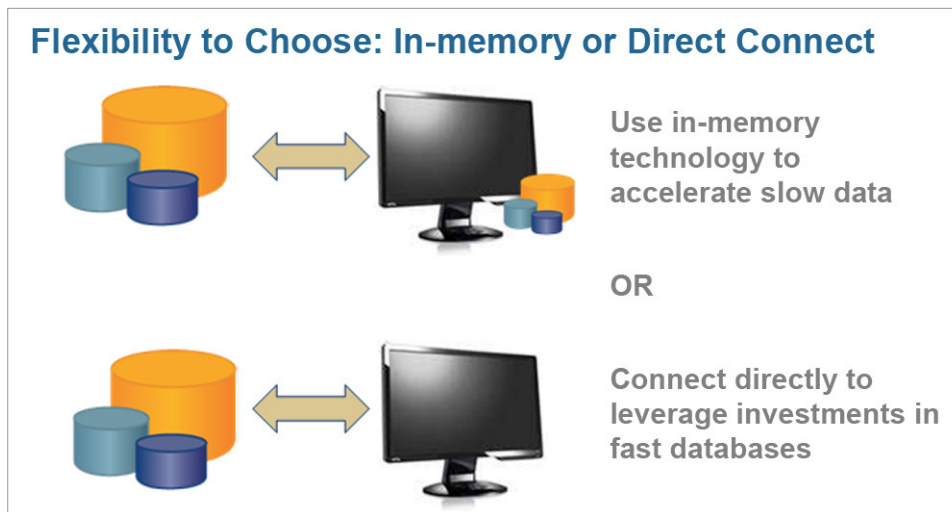 Flexibility to Choose: In-memory or Direct Connect
Use in-memory
technology to
accelerate slow data
OR
Connect directly to
leverage investments in
fast databases